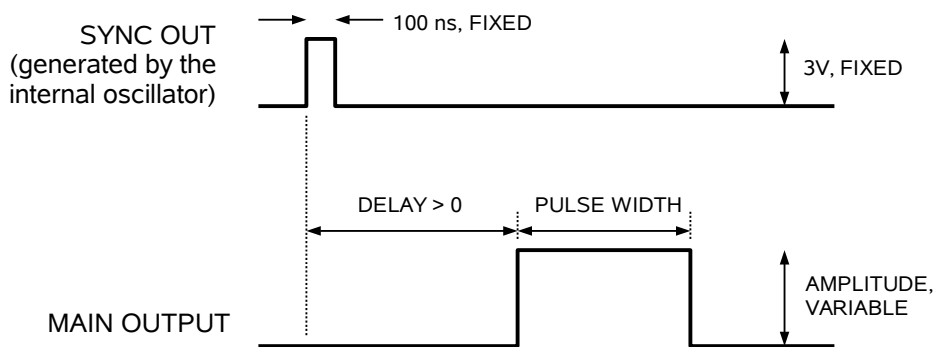 100 ns, FIXED
SYNC OUT
(generated by the
internal oscillator)
3V, FIXED
DELAY > 0
PULSE WIDTH
AMPLITUDE,
VARIABLE
MAIN OUTPUT